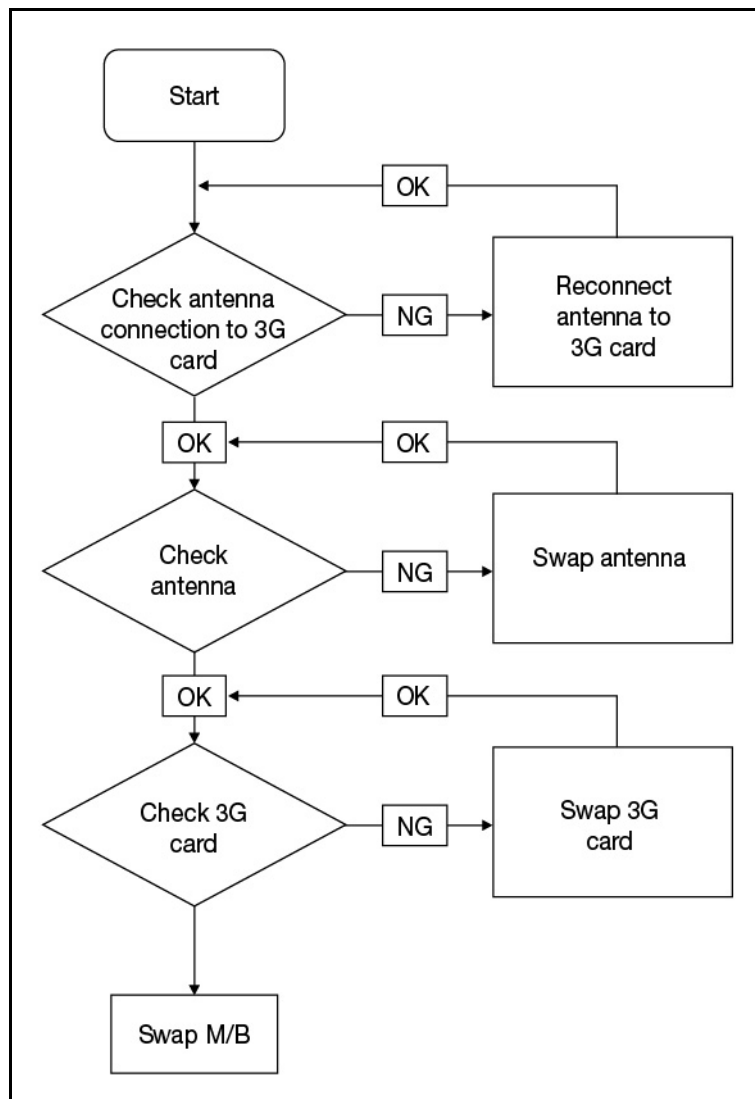 Start
OK
Check antenna
connection to 3G
card
NG
Reconnect
antenna to
3G card
OK
OK
Check
antenna
NG
Swap antenna
OK
OK
Check 3G
card
NG
Swap 3G
card
Swap M/B